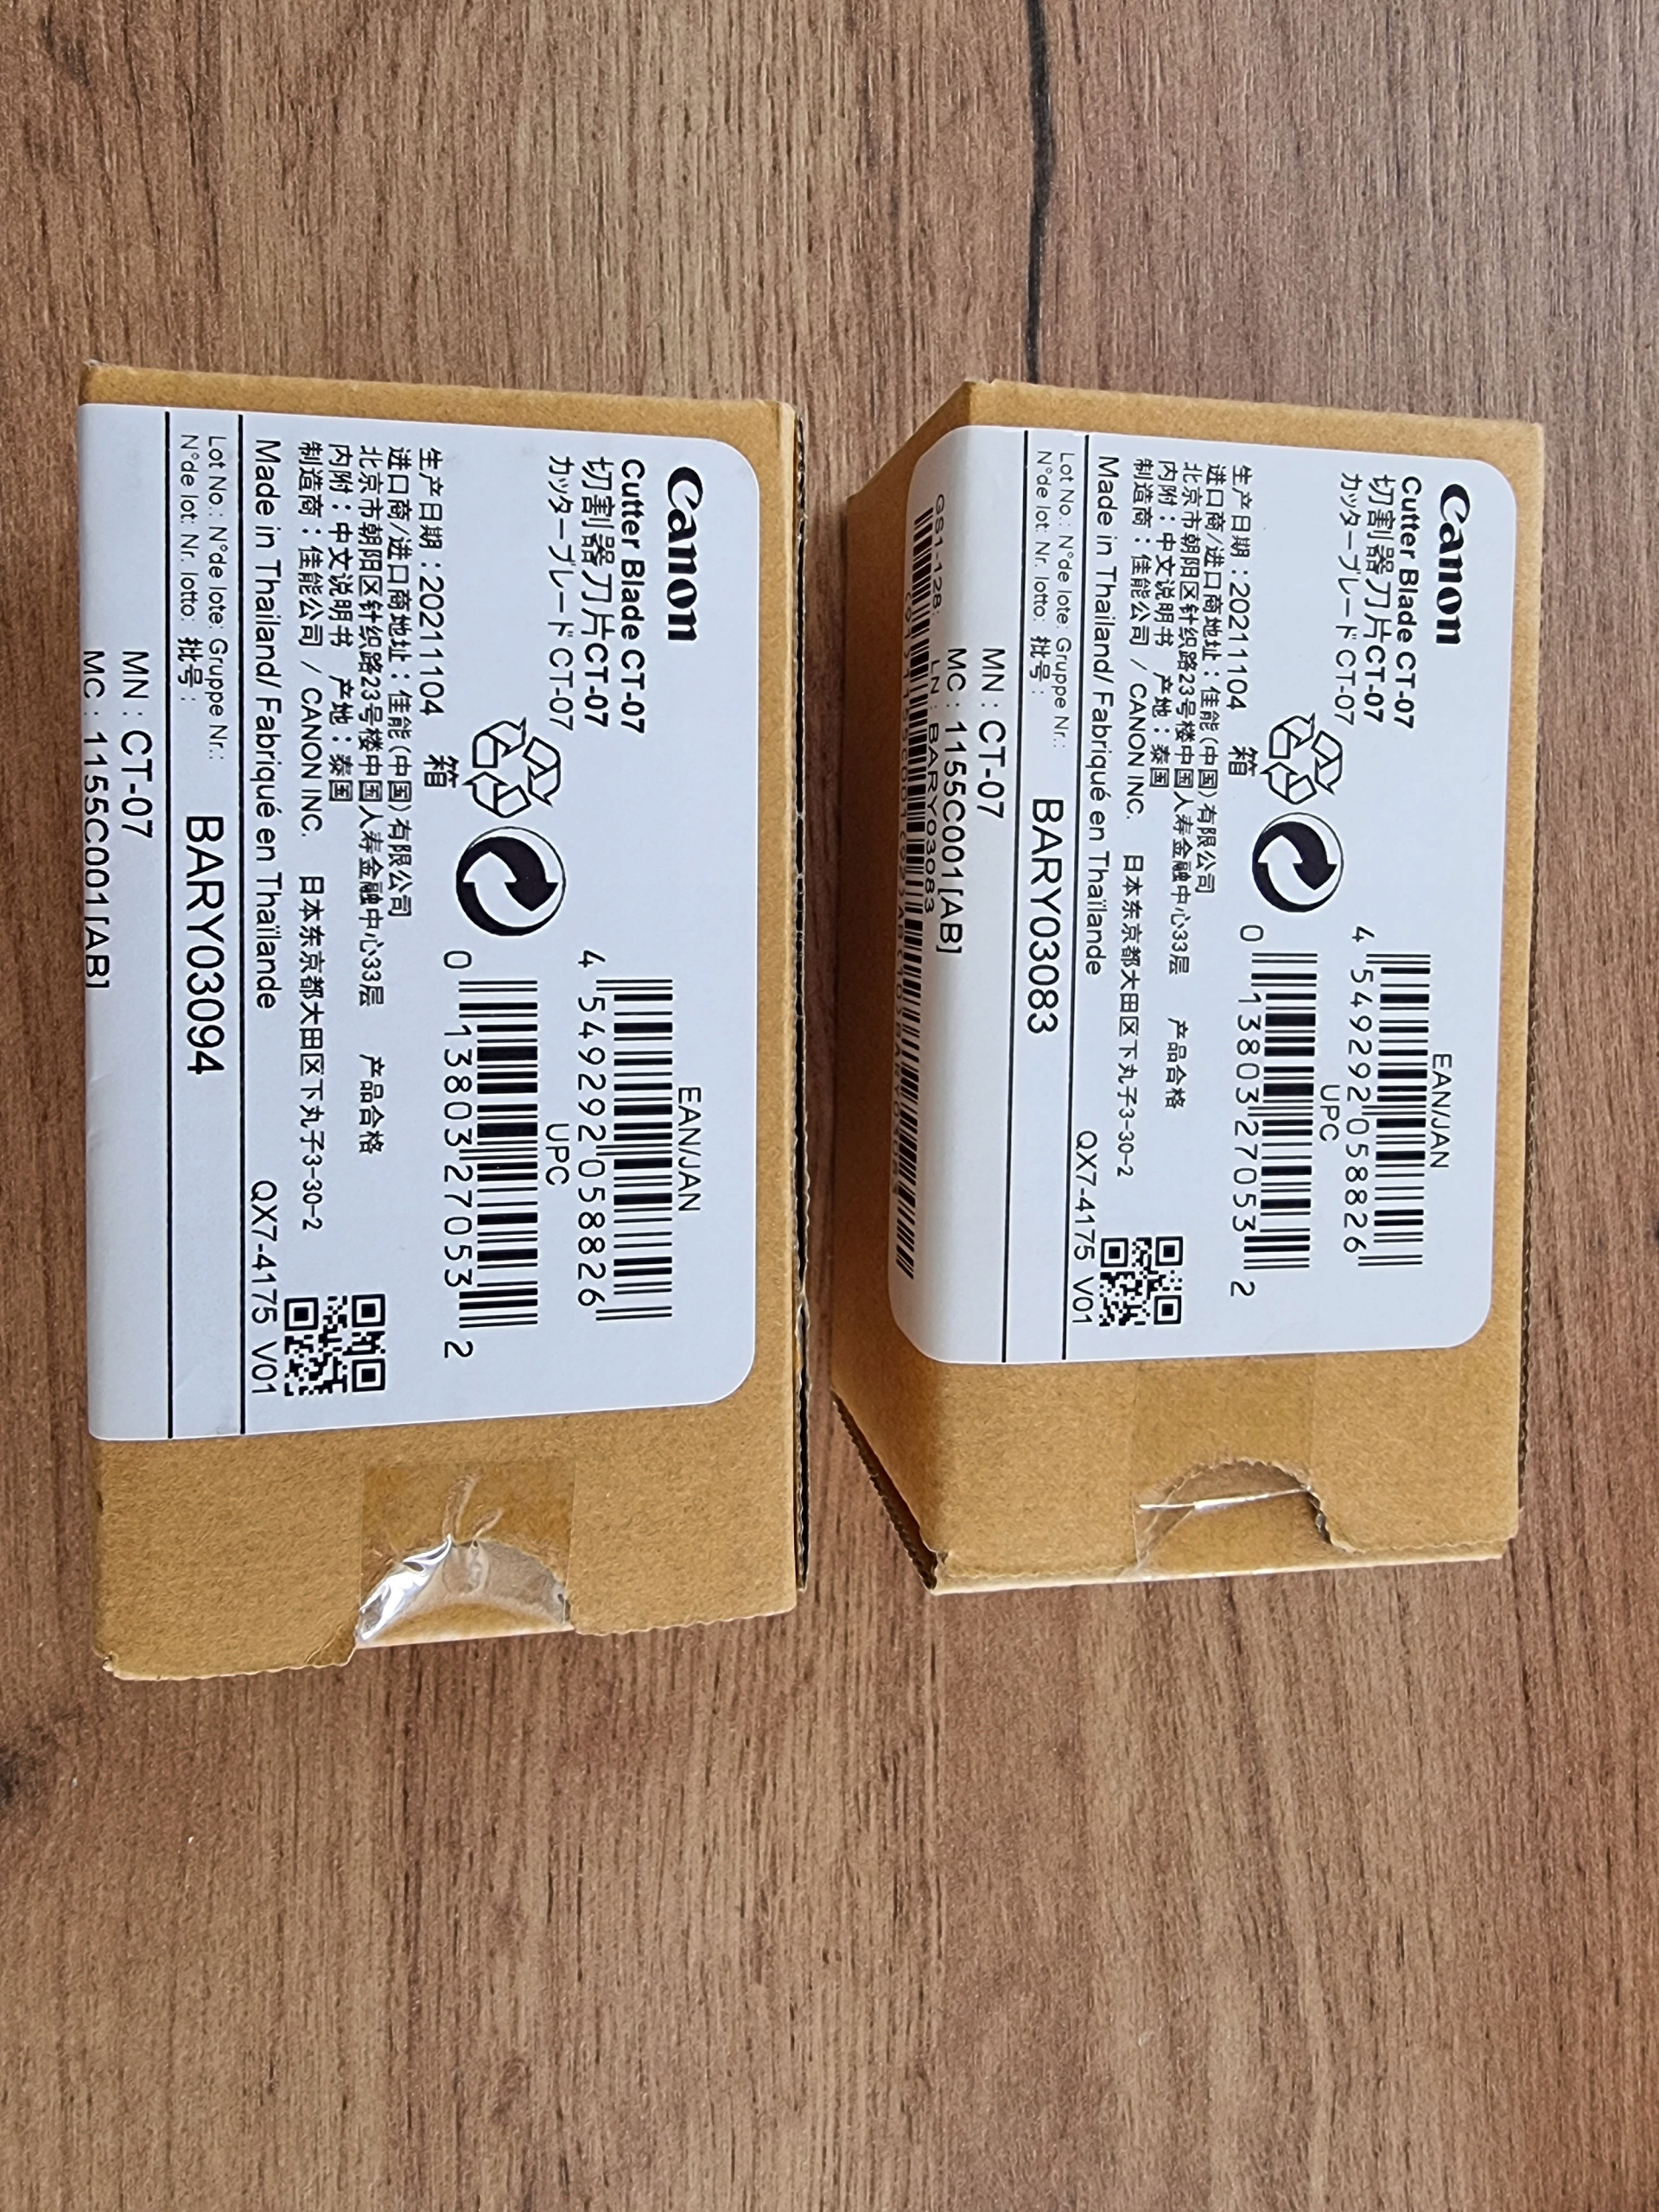 Canon
Cutter Blade CT-07
切割器刀片CT-07
カッターブレードCT-07
EAN/JAN
4 549292 058826
UPC
0 13803 27053 2
生产日期：20211104 箱
进口商/进口商地址：佳能(中国)有限公司
北京市朝阳区针织路23号楼中国人寿金融中心33层 产品合格
内附：中文说明书 产地：泰国
制造商：佳能公司 / CANON INC. 日本东京都大田区下丸子3-30-2
Made in Thailand/ Fabriqué en Thaïlande QX7-4175 V01
Lot No.: N°de lote: Gruppe Nr.:
N°de lot: Nr. lotto: 批号: BARY03094
MN : CT-07
MC : 1155C001[AB]
Canon
Cutter Blade CT-07
切割器刀片CT-07
カッターブレードCT-07
EAN/JAN
4 549292 058826
UPC
0 13803 27053 2
生产日期：20211104 箱
进口商/进口商地址：佳能(中国)有限公司
北京市朝阳区针织路23号楼中国人寿金融中心33层 产品合格
内附：中文说明书 产地：泰国
制造商：佳能公司 / CANON INC. 日本东京都大田区下丸子3-30-2
Made in Thailand/ Fabriqué en Thaïlande QX7-4175 V01
Lot No.: N°de lote: Gruppe Nr.:
N°de lot: Nr. lotto: 批号: BARY03083
MN : CT-07
MC : 1155C001[AB]
LN : BARY03083
GS1-128: